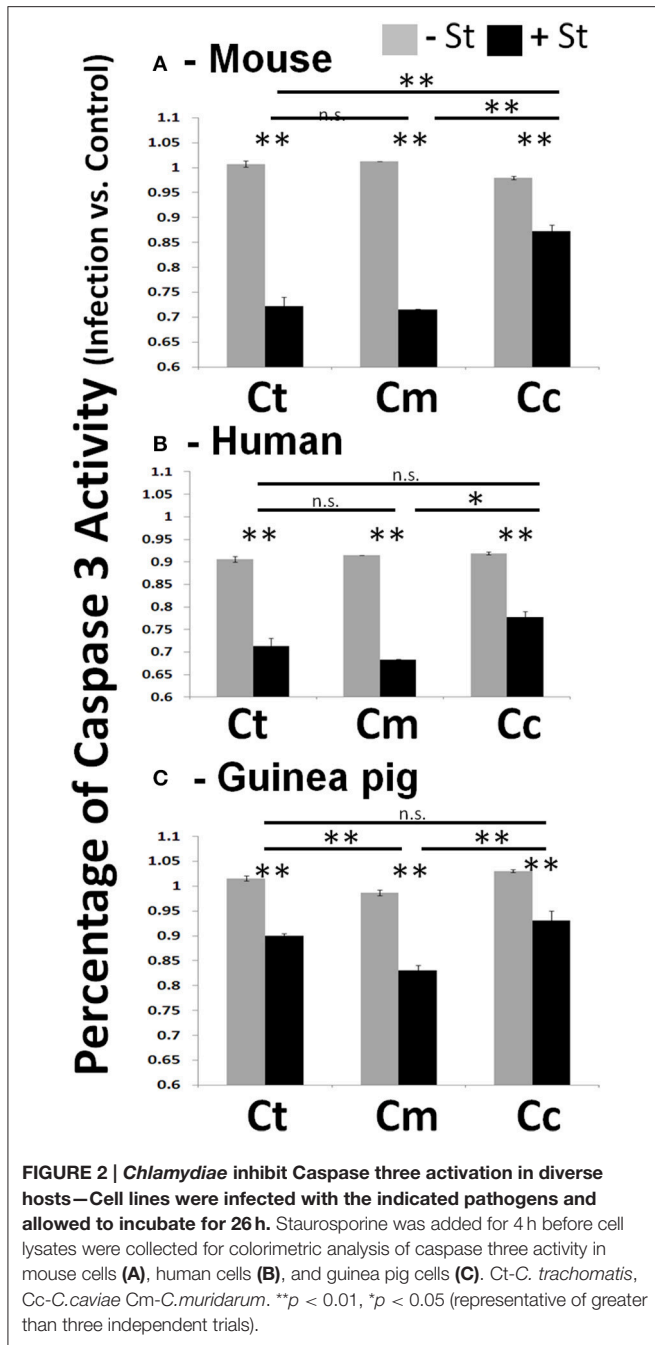 - St + St
A - Mouse
**
n.s. **
** ** **
1.1
1.05
1
0.95
0.9
0.85
0.8
0.75
0.7
0.65
0.6
Ct Cm Cc
B - Human
n.s.
n.s. *
** ** **
1.1
1.05
1
0.95
0.9
0.85
0.8
0.75
0.7
0.65
0.6
Ct Cm Cc
C - Guinea pig
n.s.
** **
** ** **
1.1
1.05
1
0.95
0.9
0.85
0.8
0.75
0.7
0.65
0.6
Ct Cm Cc
Percentage of Caspase 3 Activity (Infection vs. Control)
FIGURE 2 | Chlamydiae inhibit Caspase three activation in diverse
hosts—Cell lines were infected with the indicated pathogens and
allowed to incubate for 26 h. Staurosporine was added for 4 h before cell
lysates were collected for colorimetric analysis of caspase three activity in
mouse cells (A), human cells (B), and guinea pig cells (C). Ct-C. trachomatis,
Cc-C.caviae Cm-C.muridarum. **p < 0.01, *p < 0.05 (representative of greater
than three independent trials).